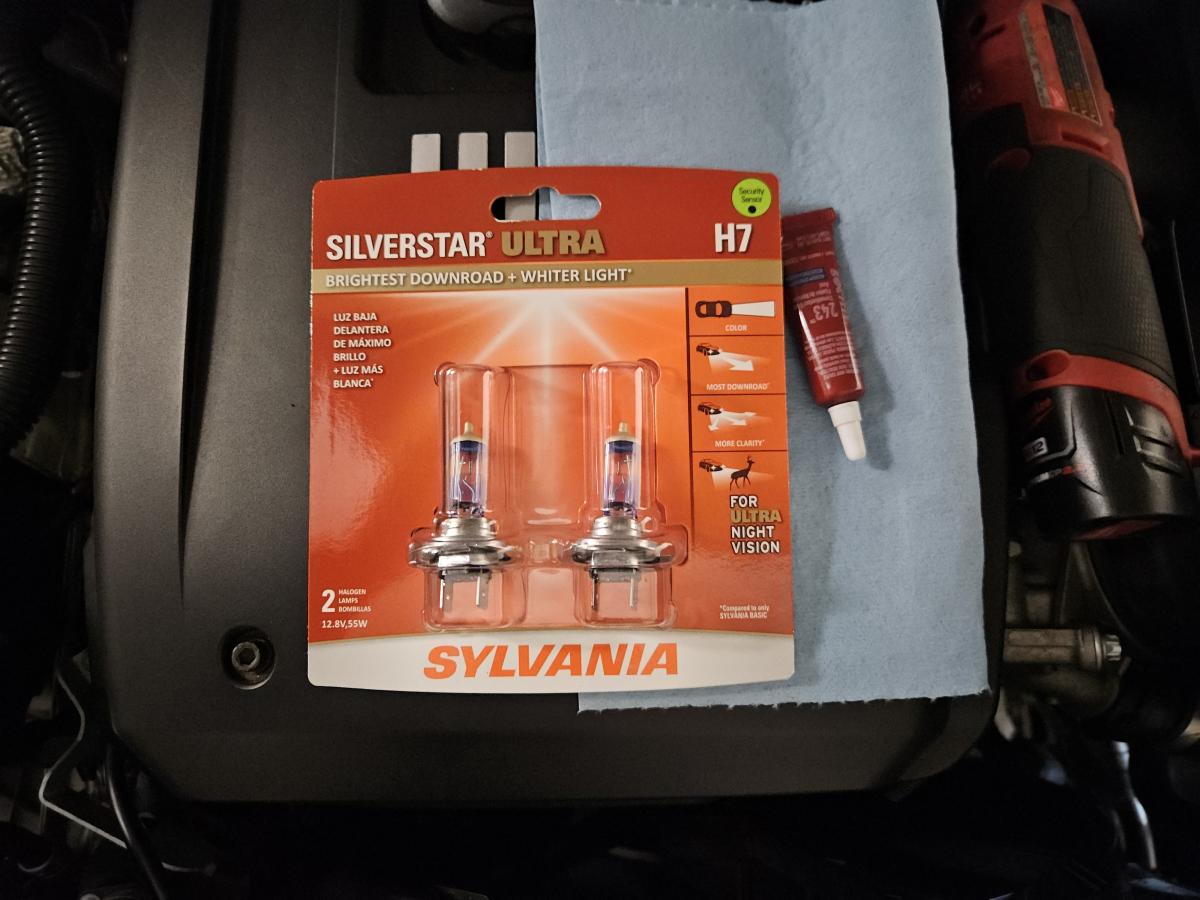 Security
Sensor
SILVERSTAR® ULTRA
H7
BRIGHTEST DOWNROAD + WHITER LIGHT*
LUZ BAJA
DELANTERA
DE MÁXIMO
BRILLO
+ LUZ MÁS
BLANCA*
COLOR
MOST DOWNROAD*
MORE CLARITY*
FOR
ULTRA
NIGHT
VISION
2 HALOGEN
LAMPS
BOMBILLAS
12.8V,55W
*Compared to only
SYLVANIA BASIC
SYLVANIA
243™